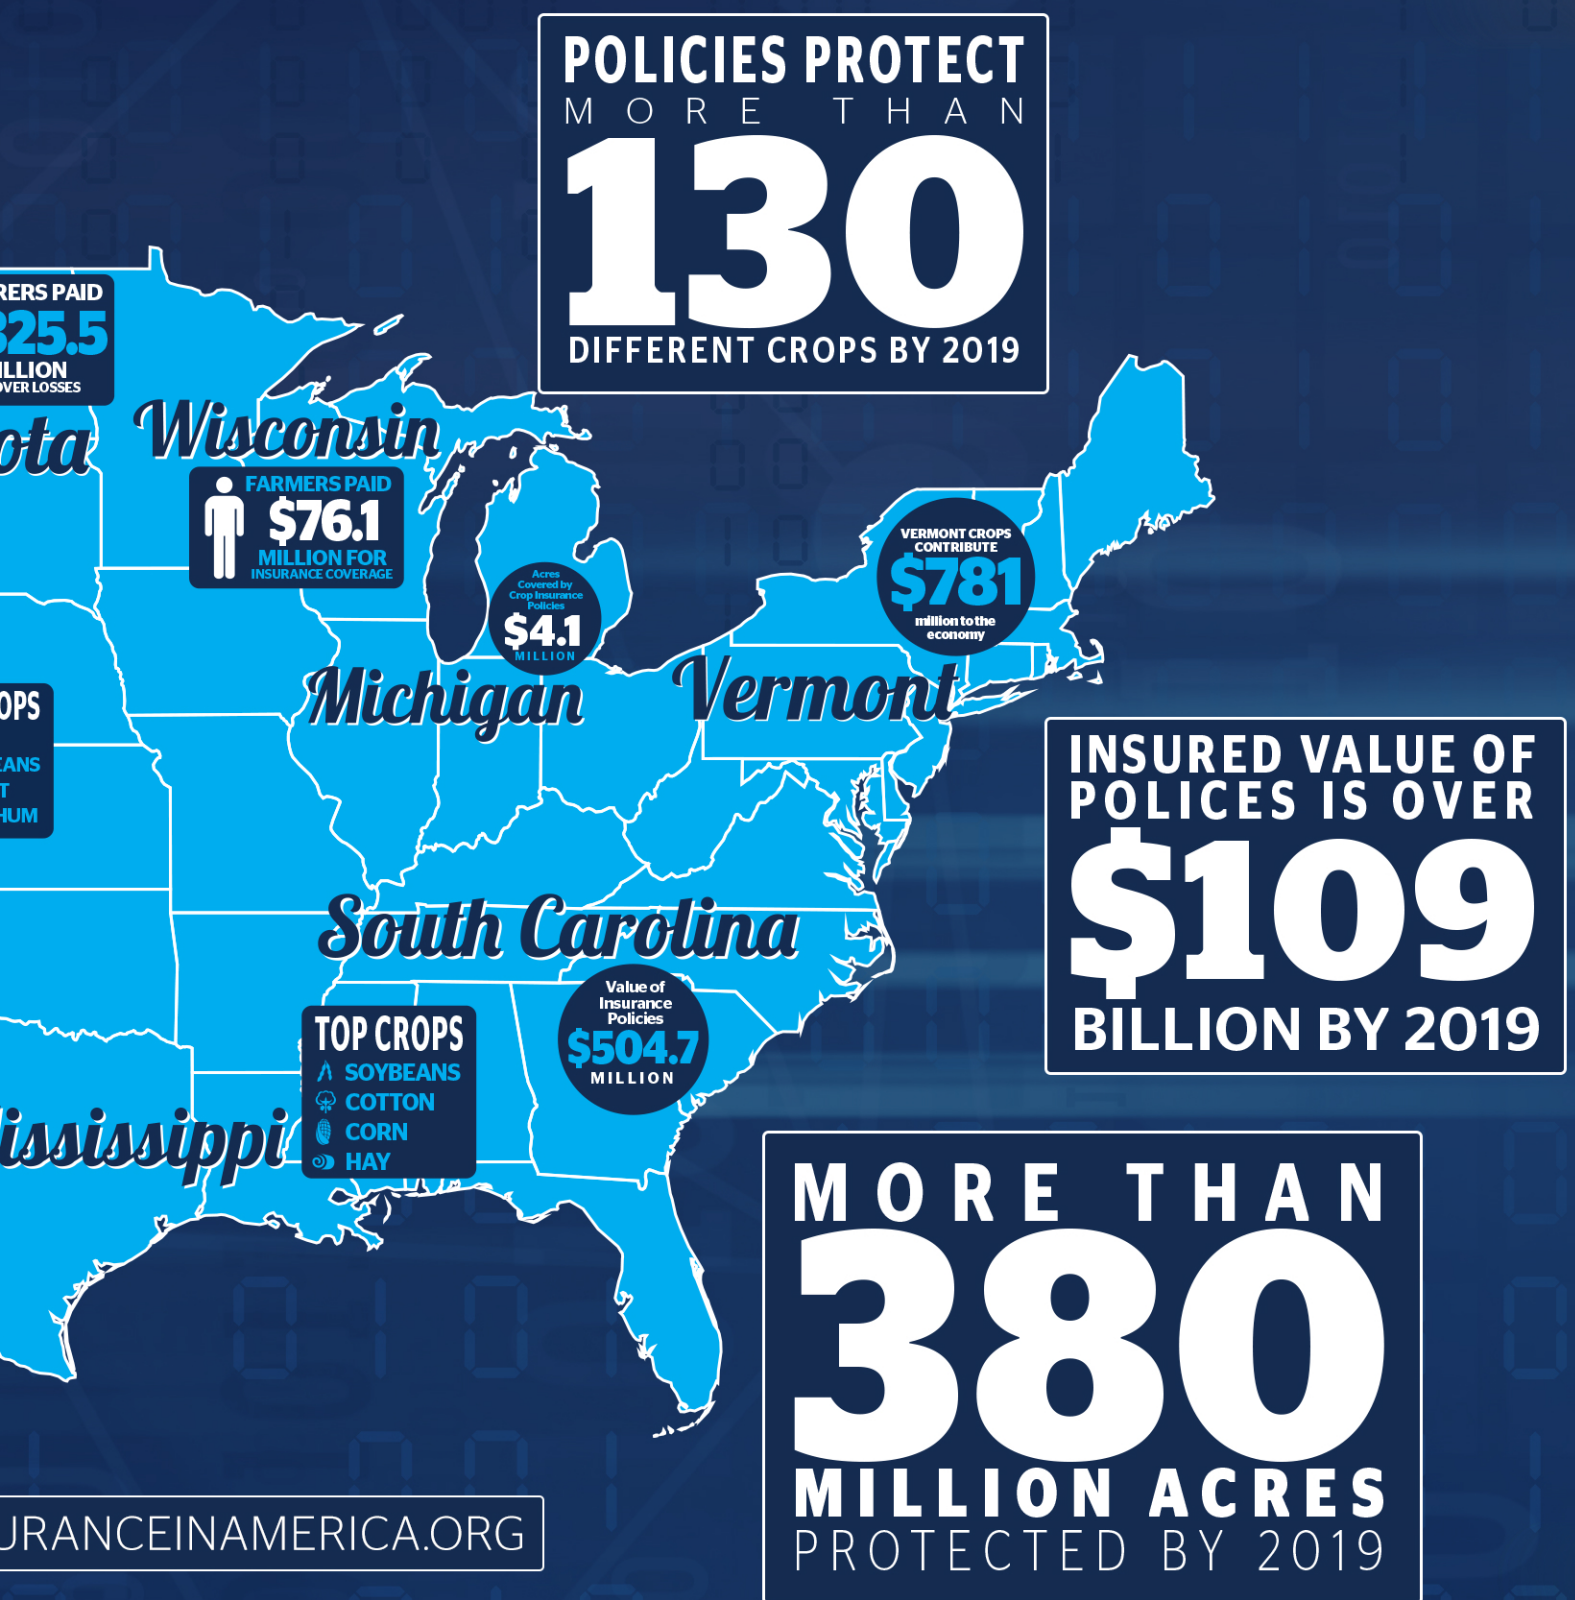 POLICIES PROTECT
MORE THAN
130
DIFFERENT CROPS BY 2019
RERS PAID
325.5
ILLION
OVER LOSSES
ota
Wisconsin
FARMERS PAID
$76.1
MILLION FOR
INSURANCE COVERAGE
Acres
Covered by
Crop Insurance
Policies
$4.1
MILLION
Michigan
VERMONT CROPS
CONTRIBUTE
$781
million to the
economy
Vermont
OPS
EANS
T
HUM
INSURED VALUE OF
POLICES IS OVER
$109
BILLION BY 2019
South Carolina
Value of
Insurance
Policies
$504.7
MILLION
TOP CROPS
SOYBEANS
COTTON
CORN
HAY
ississippi
MORE THAN
380
MILLION ACRES
PROTECTED BY 2019
URANCEINAMERICA.ORG